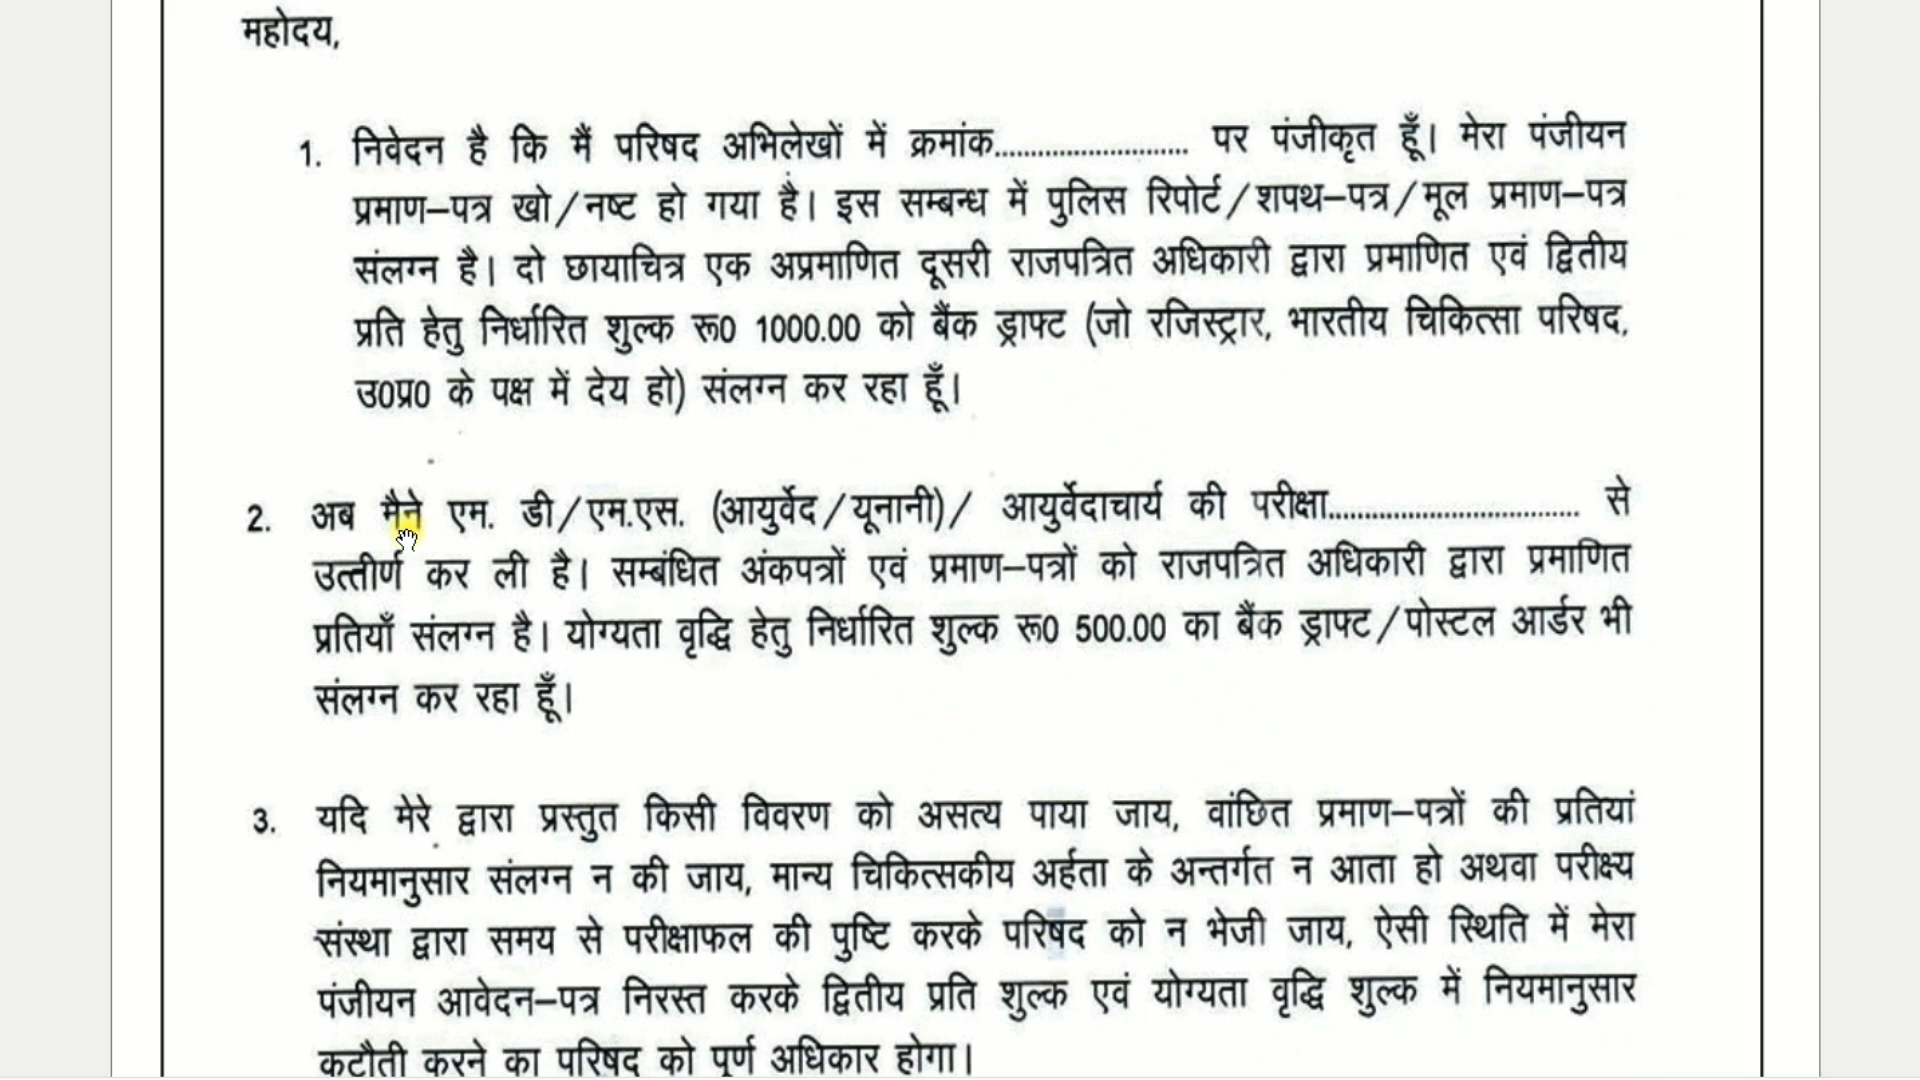 महोदय,
1. निवेदन है कि मैं परिषद अभिलेखों में क्रमांक.......................... पर पंजीकृत हूँ। मेरा पंजीयन
प्रमाण–पत्र खो/नष्ट हो गया है। इस सम्बन्ध में पुलिस रिपोर्ट/शपथ–पत्र/मूल प्रमाण–पत्र
संलग्न है। दो छायाचित्र एक अप्रमाणित दूसरी राजपत्रित अधिकारी द्वारा प्रमाणित एवं द्वितीय
प्रति हेतु निर्धारित शुल्क रू0 1000.00 को बैंक ड्राफ्ट (जो रजिस्ट्रार, भारतीय चिकित्सा परिषद,
उ0प्र0 के पक्ष में देय हो) संलग्न कर रहा हूँ।
2. अब मैने एम. डी/एम.एस. (आयुर्वेद/यूनानी)/ आयुर्वेदाचार्य की परीक्षा.................................. से
उत्तीर्ण कर ली है। सम्बंधित अंकपत्रों एवं प्रमाण–पत्रों को राजपत्रित अधिकारी द्वारा प्रमाणित
प्रतियाँ संलग्न है। योग्यता वृद्धि हेतु निर्धारित शुल्क रू0 500.00 का बैंक ड्राफ्ट/पोस्टल आर्डर भी
संलग्न कर रहा हूँ।
3. यदि मेरे द्वारा प्रस्तुत किसी विवरण को असत्य पाया जाय, वांछित प्रमाण–पत्रों की प्रतियां
नियमानुसार संलग्न न की जाय, मान्य चिकित्सकीय अर्हता के अन्तर्गत न आता हो अथवा परीक्ष्य
संस्था द्वारा समय से परीक्षाफल की पुष्टि करके परिषद को न भेजी जाय, ऐसी स्थिति में मेरा
पंजीयन आवेदन–पत्र निरस्त करके द्वितीय प्रति शुल्क एवं योग्यता वृद्धि शुल्क में नियमानुसार
कटौती करने का परिषद को पूर्ण अधिकार होगा।